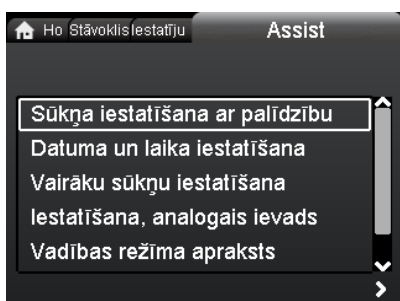 Ho Stāvoklis Iestatīju Assist
Sūkņa iestatīšana ar palīdzību
Datuma un laika iestatīšana
Vairāku sūkņu iestatīšana
Iestatīšana, analogais ievads
Vadības režīma apraksts